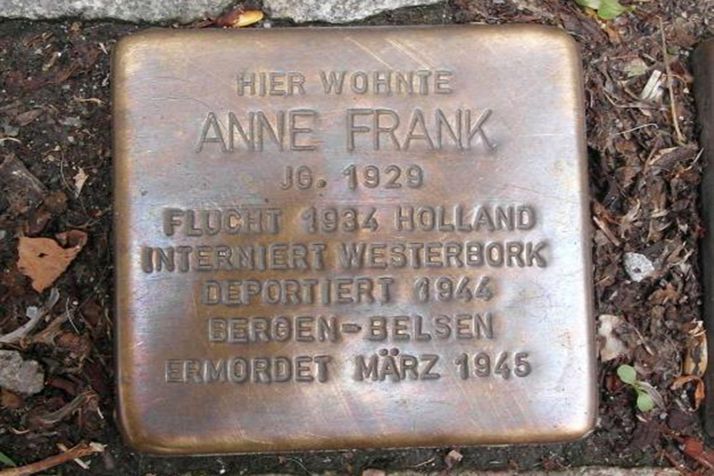 HIER WOHNTE
ANNE FRANK
JG. 1929
FLUCHT 1934 HOLLAND
INTERNIERT WESTERBORK
DEPORTIERT 1944
BERGEN-BELSEN
ERMORDET MÄRZ 1945